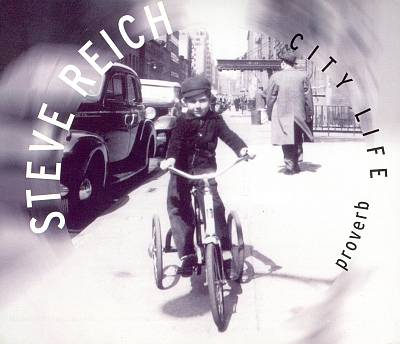 STEVE REICH
CITY LIFE
proverb